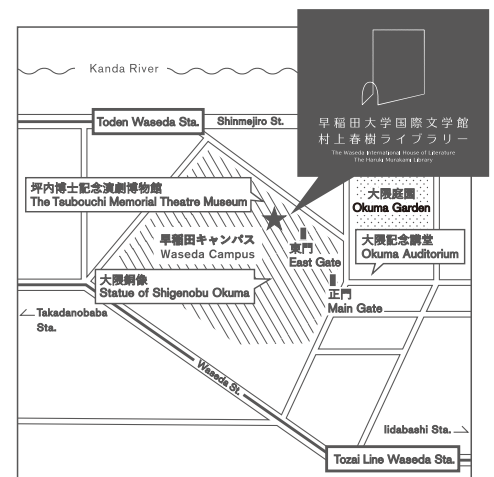 Kanda River
Toden Waseda Sta.
Shinmejiro St.
早稲田大学国際文学館
村上春樹ライブラリー
The Waseda International House of Literature
The Haruki Murakami Library
坪内博士記念演劇博物館
The Tsubouchi Memorial Theatre Museum
大隈庭園
Okuma Garden
早稲田キャンパス
Waseda Campus
東門
East Gate
大隈記念講堂
Okuma Auditorium
大隈銅像
Statue of Shigenobu Okuma
正門
Main Gate
Takadanobaba
Sta.
Waseda St.
Iidabashi Sta.
Tozai Line Waseda Sta.